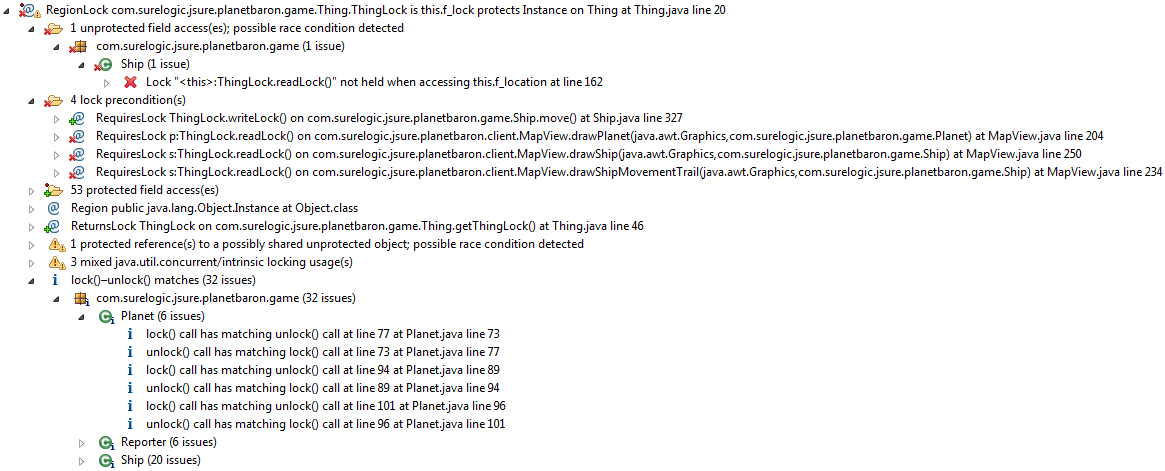 RegionLock com.surelogic.jsure.planetbaron.game.Thing.ThingLock is this.f_lock protects Instance on Thing at Thing.java line 20
1 unprotected field access(es); possible race condition detected
com.surelogic.jsure.planetbaron.game (1 issue)
Ship (1 issue)
Lock "<this>:ThingLock.readLock()" not held when accessing this.f_location at line 162
4 lock precondition(s)
RequiresLock ThingLock.writeLock() on com.surelogic.jsure.planetbaron.game.Ship.move() at Ship.java line 327
RequiresLock p:ThingLock.readLock() on com.surelogic.jsure.planetbaron.client.MapView.drawPlanet(java.awt.Graphics,com.surelogic.jsure.planetbaron.game.Planet) at MapView.java line 204
RequiresLock s:ThingLock.readLock() on com.surelogic.jsure.planetbaron.client.MapView.drawShip(java.awt.Graphics,com.surelogic.jsure.planetbaron.game.Ship) at MapView.java line 250
RequiresLock s:ThingLock.readLock() on com.surelogic.jsure.planetbaron.client.MapView.drawShipMovementTrail(java.awt.Graphics,com.surelogic.jsure.planetbaron.game.Ship) at MapView.java line 234
53 protected field access(es)
Region public java.lang.Object.Instance at Object.class
ReturnsLock ThingLock on com.surelogic.jsure.planetbaron.game.Thing.getThingLock() at Thing.java line 46
1 protected reference(s) to a possibly shared unprotected object; possible race condition detected
3 mixed java.util.concurrent/intrinsic locking usage(s)
lock()–unlock() matches (32 issues)
com.surelogic.jsure.planetbaron.game (32 issues)
Planet (6 issues)
lock() call has matching unlock() call at line 77 at Planet.java line 73
unlock() call has matching lock() call at line 73 at Planet.java line 77
lock() call has matching unlock() call at line 94 at Planet.java line 89
unlock() call has matching lock() call at line 89 at Planet.java line 94
lock() call has matching unlock() call at line 101 at Planet.java line 96
unlock() call has matching lock() call at line 96 at Planet.java line 101
Reporter (6 issues)
Ship (20 issues)